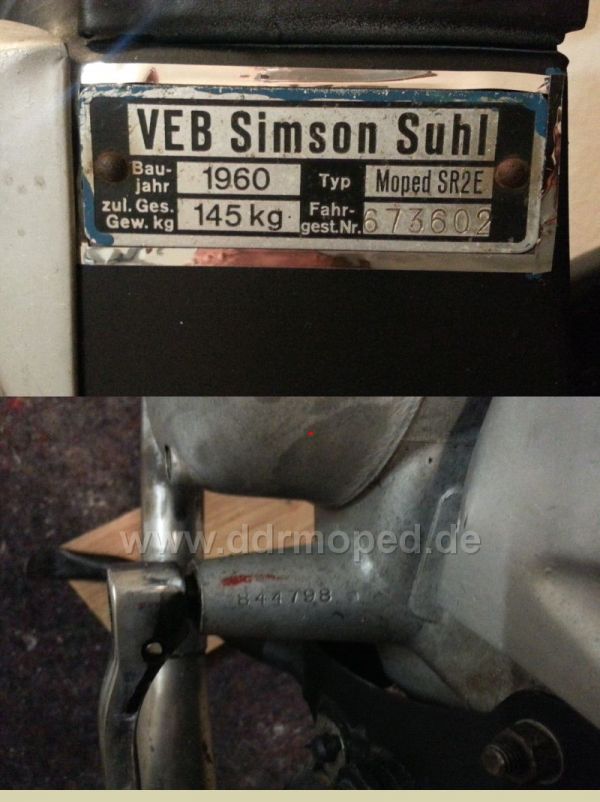 VEB Simson Suhl
Bau-
jahr 1960 Typ Moped SR2E
zul. Ges.
Gew. kg 145 kg Fahr-
gest.Nr. 673602
www.ddrmoped.de
844798